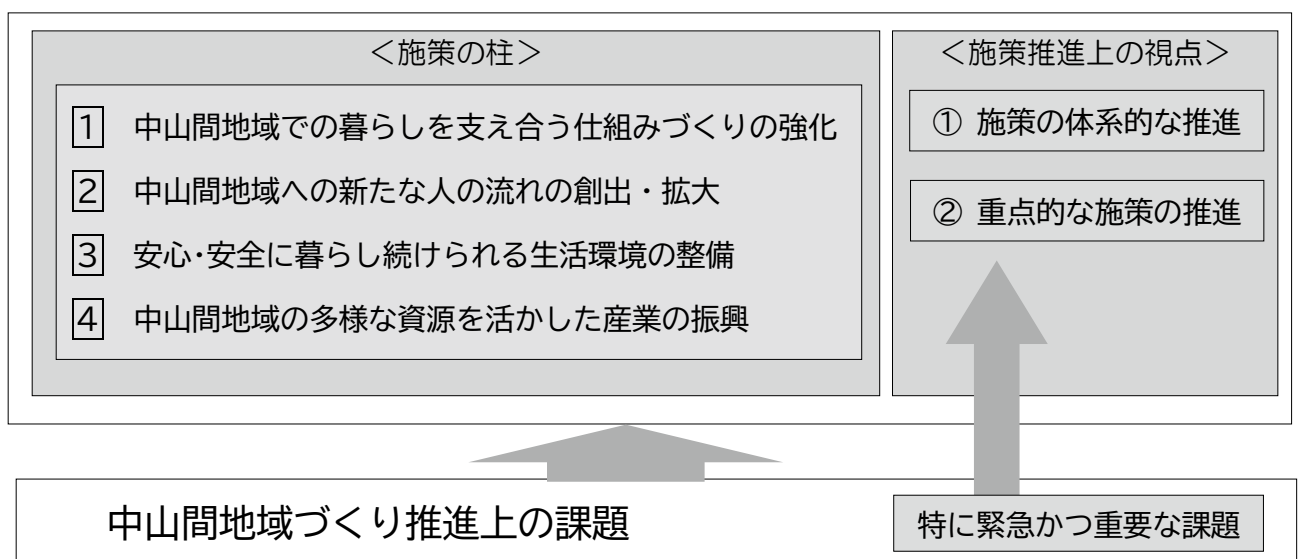 ＜施策の柱＞
1 中山間地域での暮らしを支え合う仕組みづくりの強化
2 中山間地域への新たな人の流れの創出・拡大
3 安心･安全に暮らし続けられる生活環境の整備
4 中山間地域の多様な資源を活かした産業の振興
＜施策推進上の視点＞
① 施策の体系的な推進
② 重点的な施策の推進
中山間地域づくり推進上の課題
特に緊急かつ重要な課題